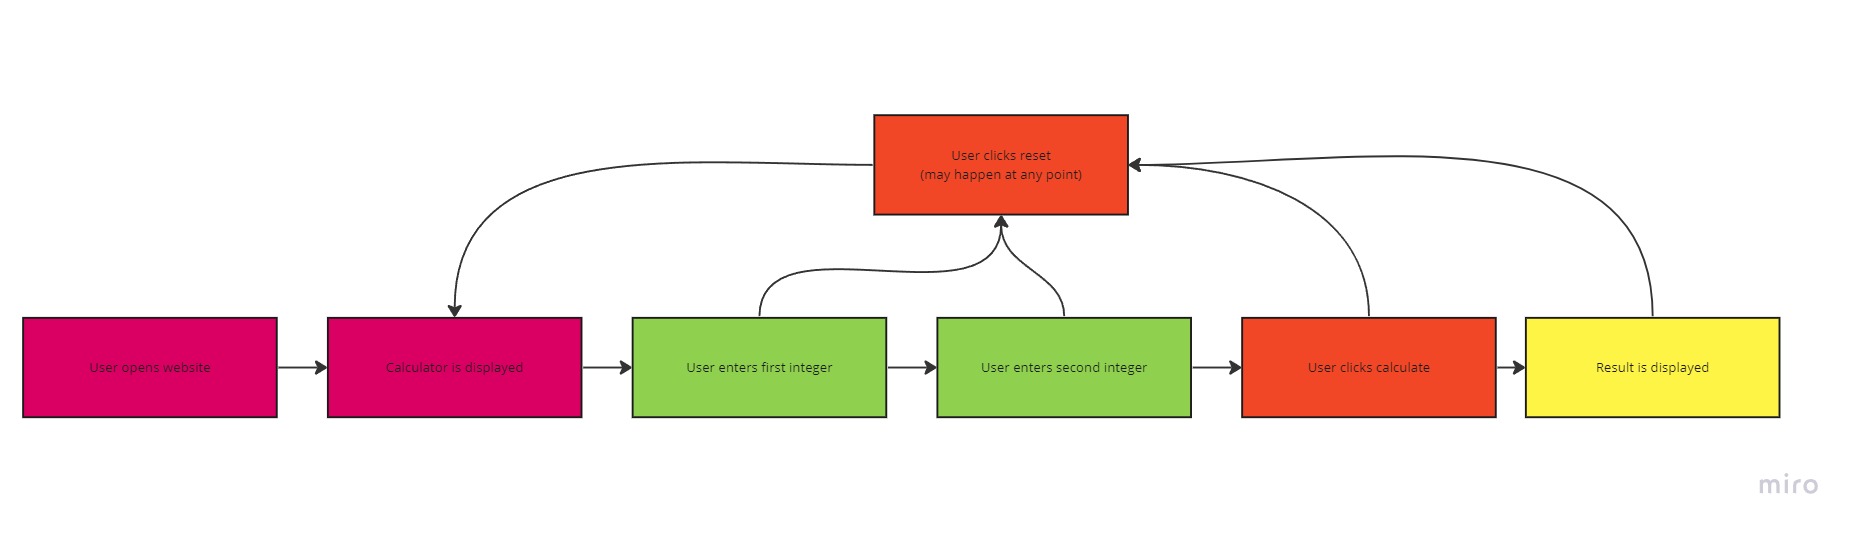 User clicks reset
(may happen at any point)
User opens website
Calculator is displayed
User enters first integer
User enters second integer
User clicks calculate
Result is displayed
miro